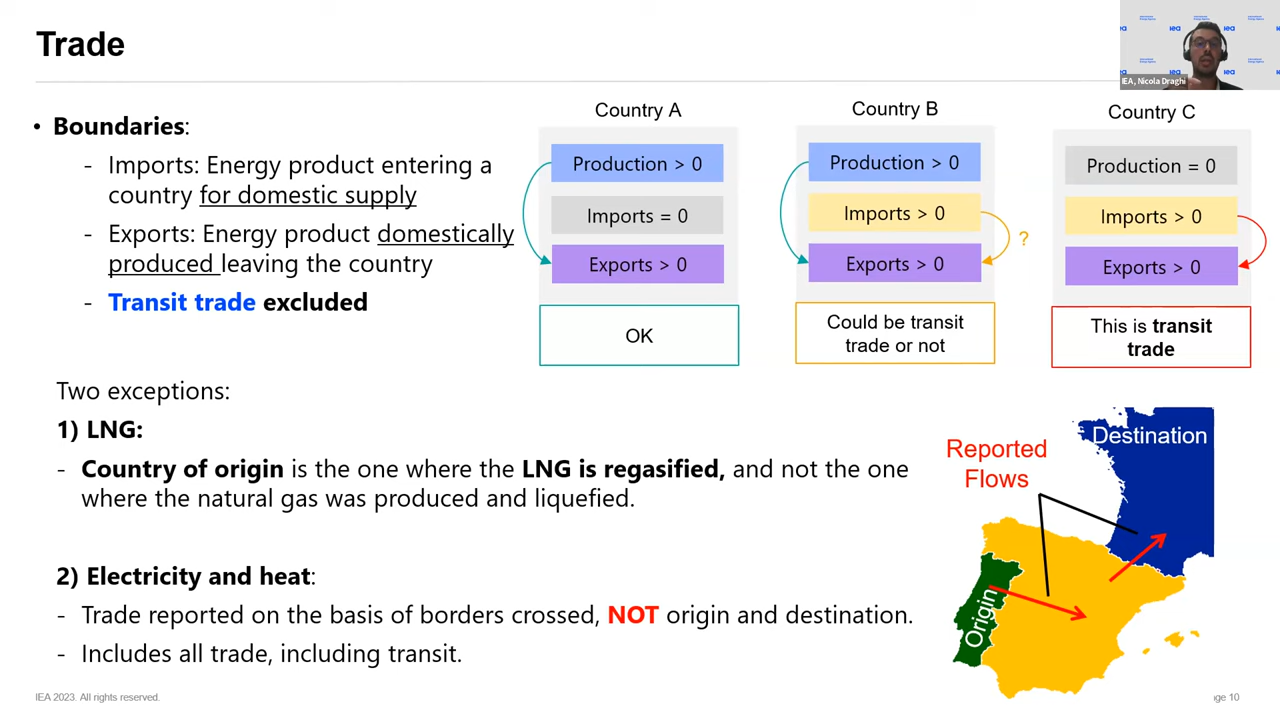 Trade
IEA, Nicola Draghi
• Boundaries:
- Imports: Energy product entering a
country for domestic supply
- Exports: Energy product domestically
produced leaving the country
- Transit trade excluded
Country A
Production > 0
Imports = 0
Exports > 0
OK
Country B
Production > 0
Imports > 0
?
Exports > 0
Could be transit
trade or not
Country C
Production = 0
Imports > 0
Exports > 0
This is transit
trade
Two exceptions:
1) LNG:
- Country of origin is the one where the LNG is regasified, and not the one
where the natural gas was produced and liquefied.
2) Electricity and heat:
- Trade reported on the basis of borders crossed, NOT origin and destination.
- Includes all trade, including transit.
Reported
Flows
Destination
Origin
IEA 2023. All rights reserved.
ge 10